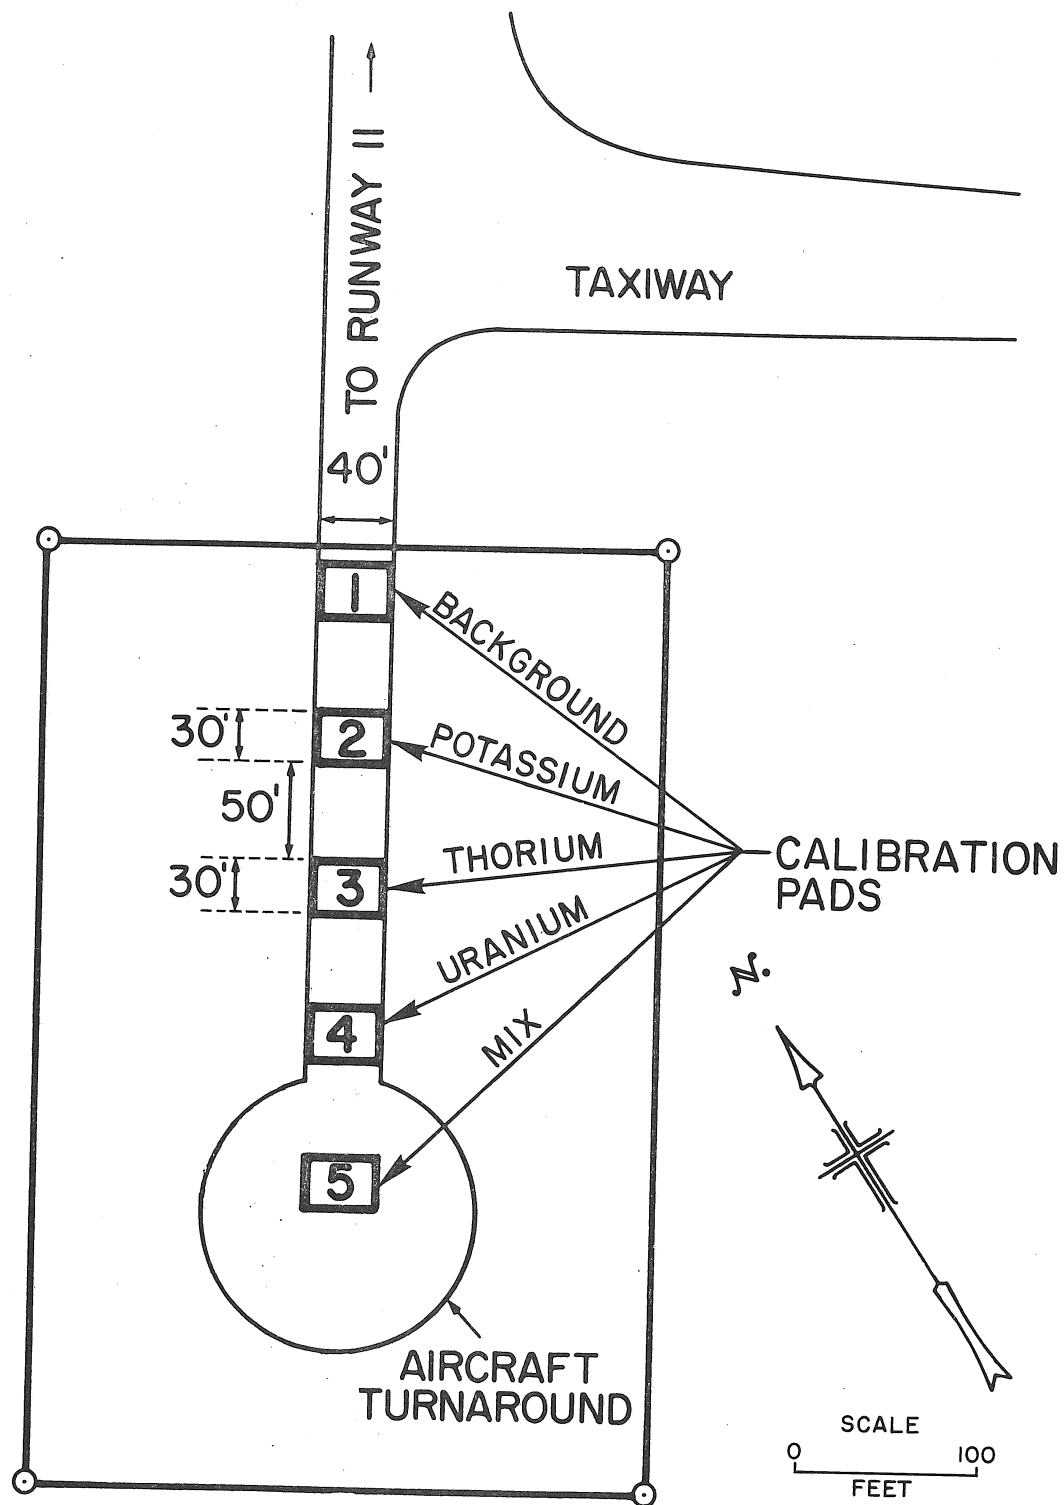 TO RUNWAY 11
TAXIWAY
40'
1
BACKGROUND
2
30'
POTASSIUM
50'
THORIUM
CALIBRATION
PADS
3
30'
URANIUM
N.
4
MIX
5
AIRCRAFT
TURNAROUND
SCALE
0 100
FEET